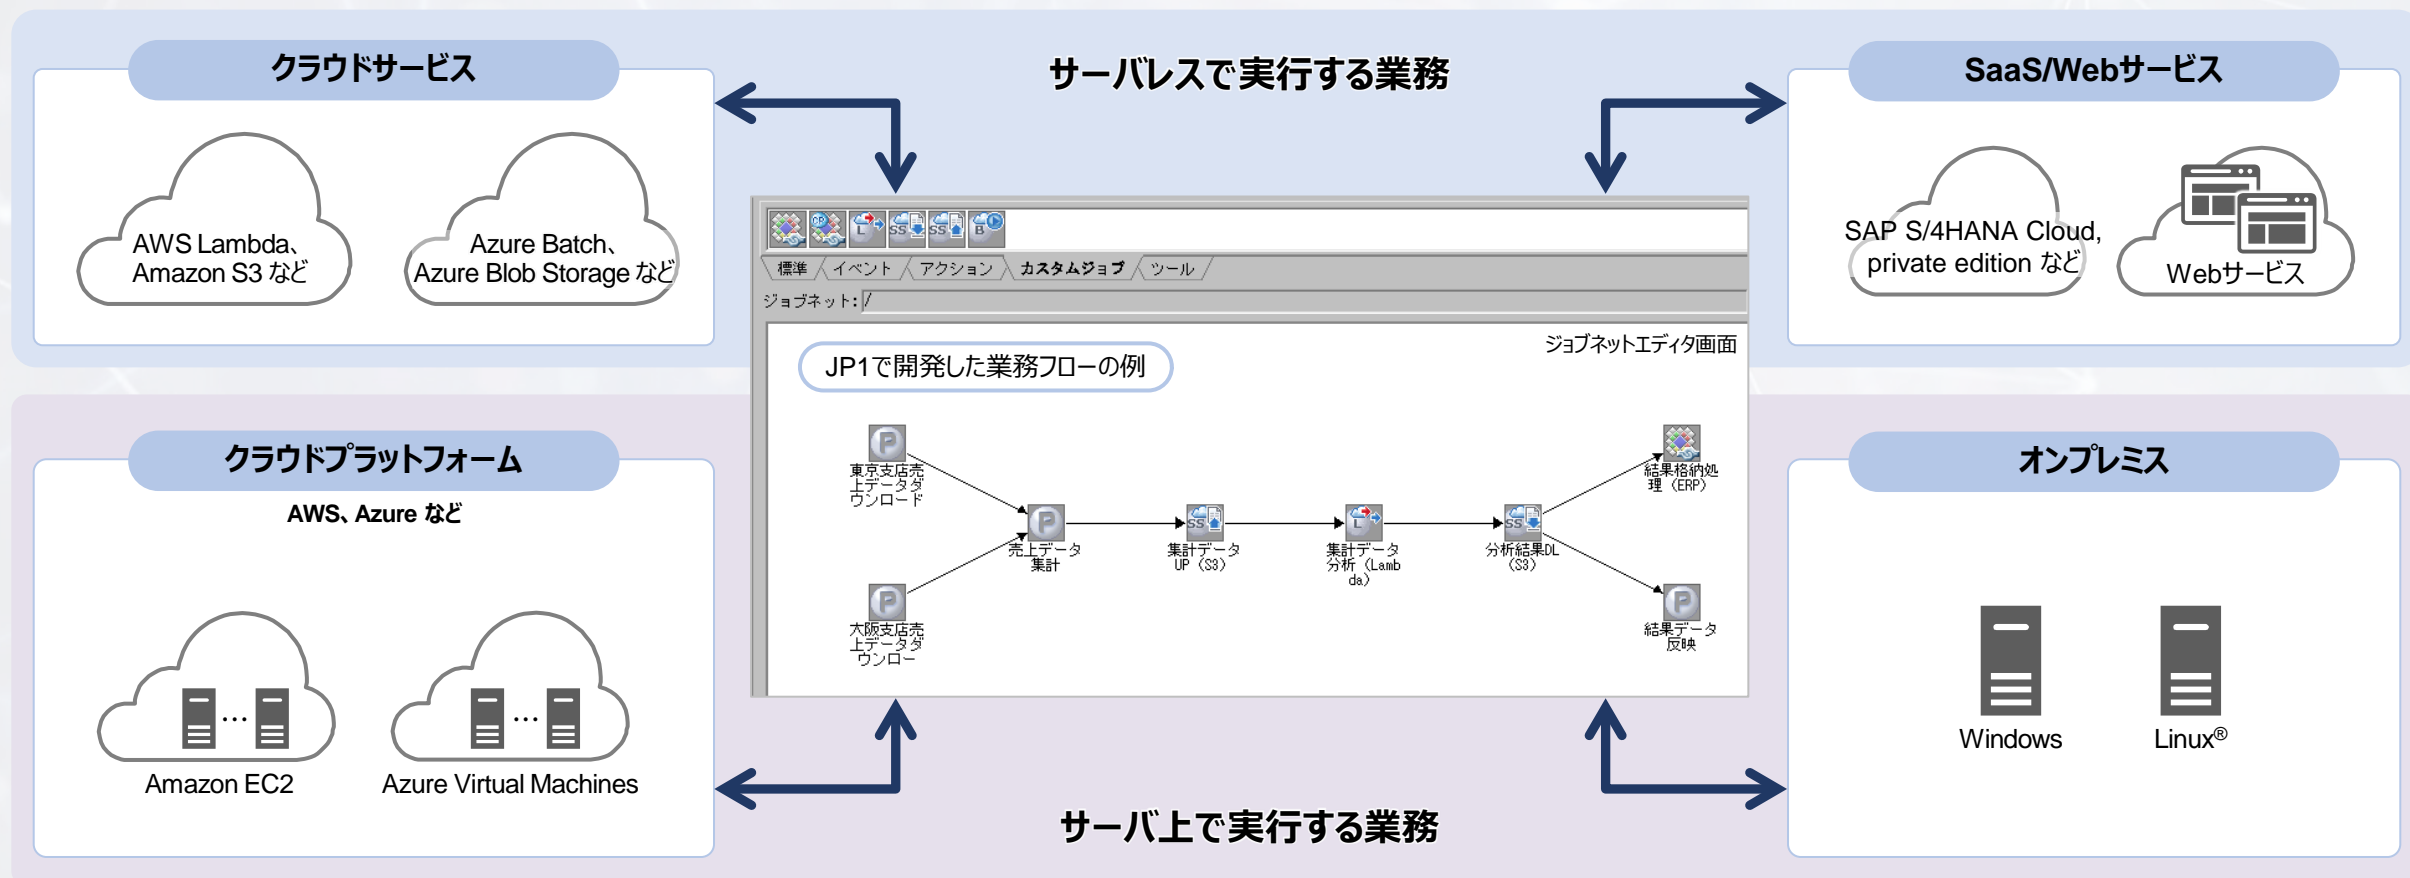 クラウドサービス
AWS Lambda、
Amazon S3 など
Azure Batch、
Azure Blob Storage など
サーバレスで実行する業務
SaaS/Webサービス
SAP S/4HANA Cloud,
private edition など
Webサービス
CP
L
SS
SS
B
標準 イベント アクション カスタムジョブ ツール
ジョブネット: /
ジョブネットエディタ画面
JP1で開発した業務フローの例
P
東京支店売
上データダ
ウンロード
P
大阪支店売
上データダ
ウンロー
P
売上データ
集計
SS
集計データ
UP（S3）
L
集計データ
分析（Lamb
da）
SS
分析結果DL
（S3）
結果格納処
理（ERP）
P
結果データ
反映
クラウドプラットフォーム
AWS、Azure など
...
Amazon EC2
...
Azure Virtual Machines
サーバ上で実行する業務
オンプレミス
Windows
Linux®